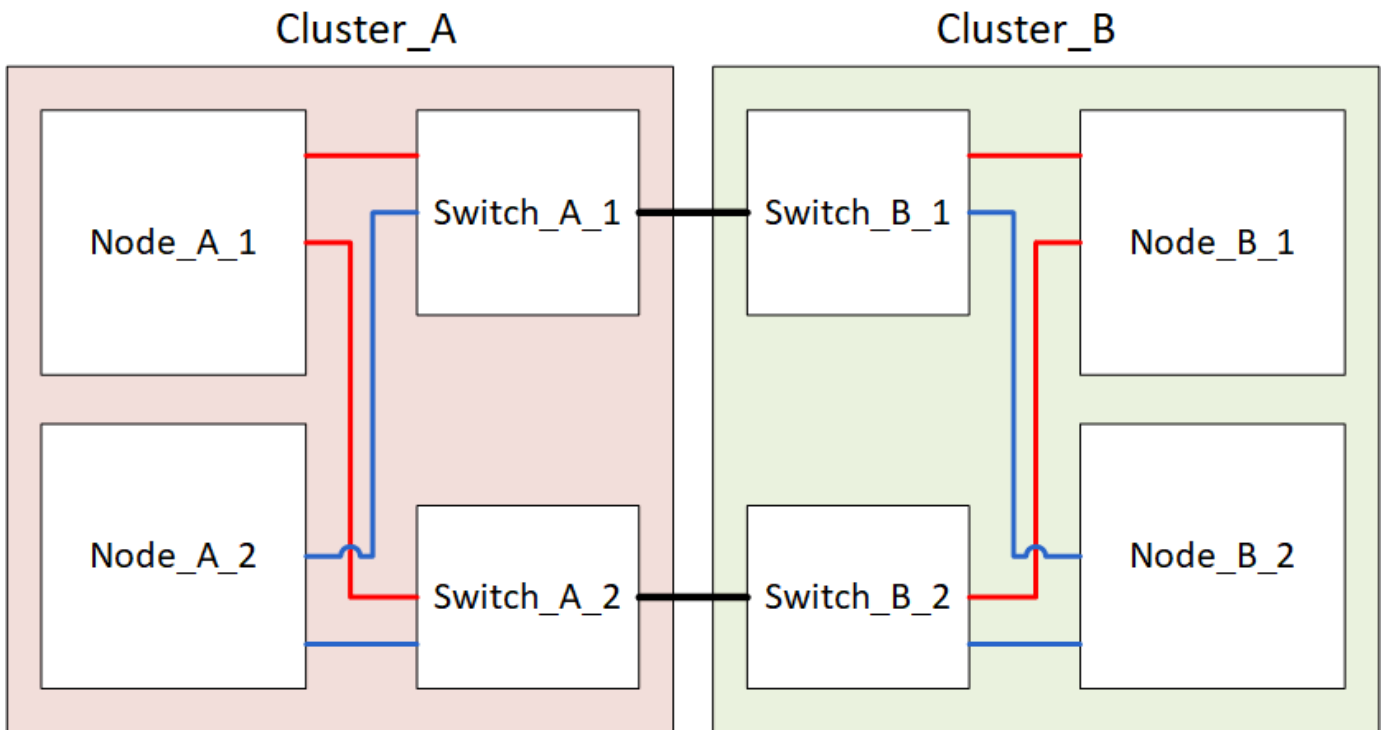 Cluster_A
Cluster_B
Node_A_1
Switch_A_1
Switch_B_1
Node_B_1
Node_A_2
Switch_A_2
Switch_B_2
Node_B_2